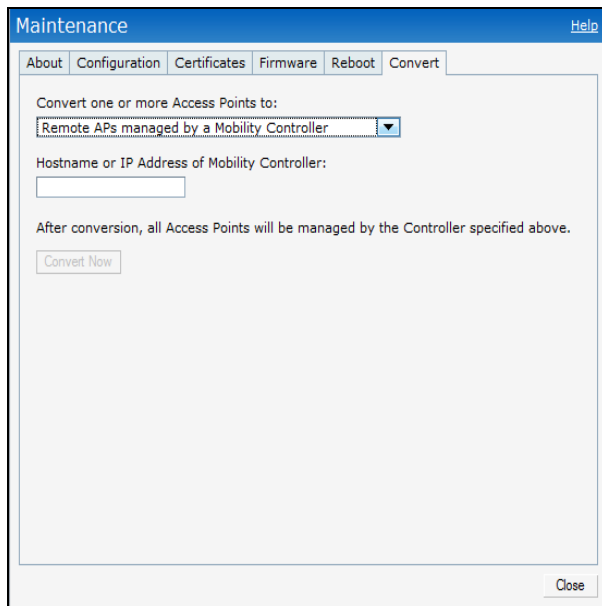 Maintenance Help
About Configuration Certificates Firmware Reboot Convert
Convert one or more Access Points to:
Remote APs managed by a Mobility Controller
Hostname or IP Address of Mobility Controller:
After conversion, all Access Points will be managed by the Controller specified above.
Convert Now
Close